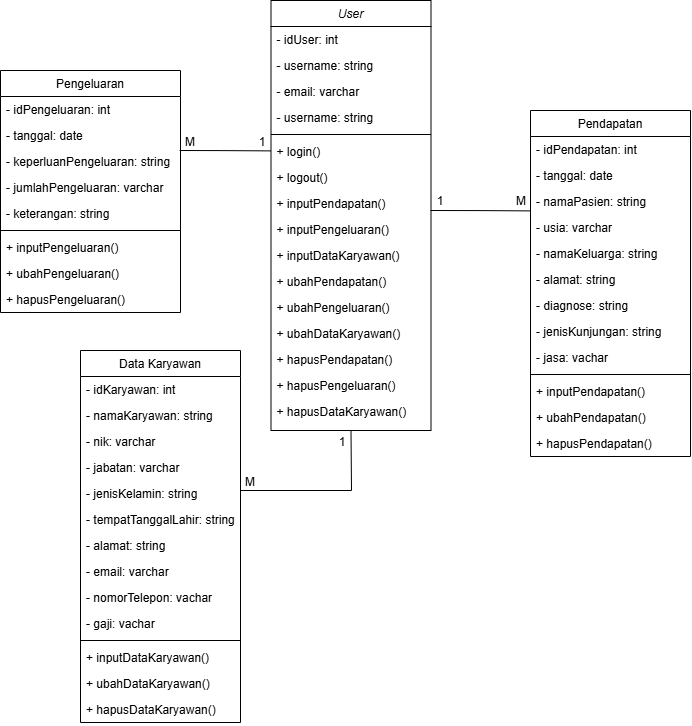 User
- idUser: int
- username: string
- email: varchar
- username: string
+ login()
+ logout()
+ inputPendapatan()
+ inputPengeluaran()
+ inputDataKaryawan()
+ ubahPendapatan()
+ ubahPengeluaran()
+ ubahDataKaryawan()
+ hapusPendapatan()
+ hapusPengeluaran()
+ hapusDataKaryawan()
Pengeluaran
- idPengeluaran: int
- tanggal: date
- keperluanPengeluaran: string
- jumlahPengeluaran: varchar
- keterangan: string
+ inputPengeluaran()
+ ubahPengeluaran()
+ hapusPengeluaran()
M
1
1
M
Pendapatan
- idPendapatan: int
- tanggal: date
- namaPasien: string
- usia: varchar
- namaKeluarga: string
- alamat: string
- diagnose: string
- jenisKunjungan: string
- jasa: vachar
+ inputPendapatan()
+ ubahPendapatan()
+ hapusPendapatan()
1
M
Data Karyawan
- idKaryawan: int
- namaKaryawan: string
- nik: varchar
- jabatan: varchar
- jenisKelamin: string
- tempatTanggalLahir: string
- alamat: string
- email: varchar
- nomorTelepon: vachar
- gaji: vachar
+ inputDataKaryawan()
+ ubahDataKaryawan()
+ hapusDataKaryawan()